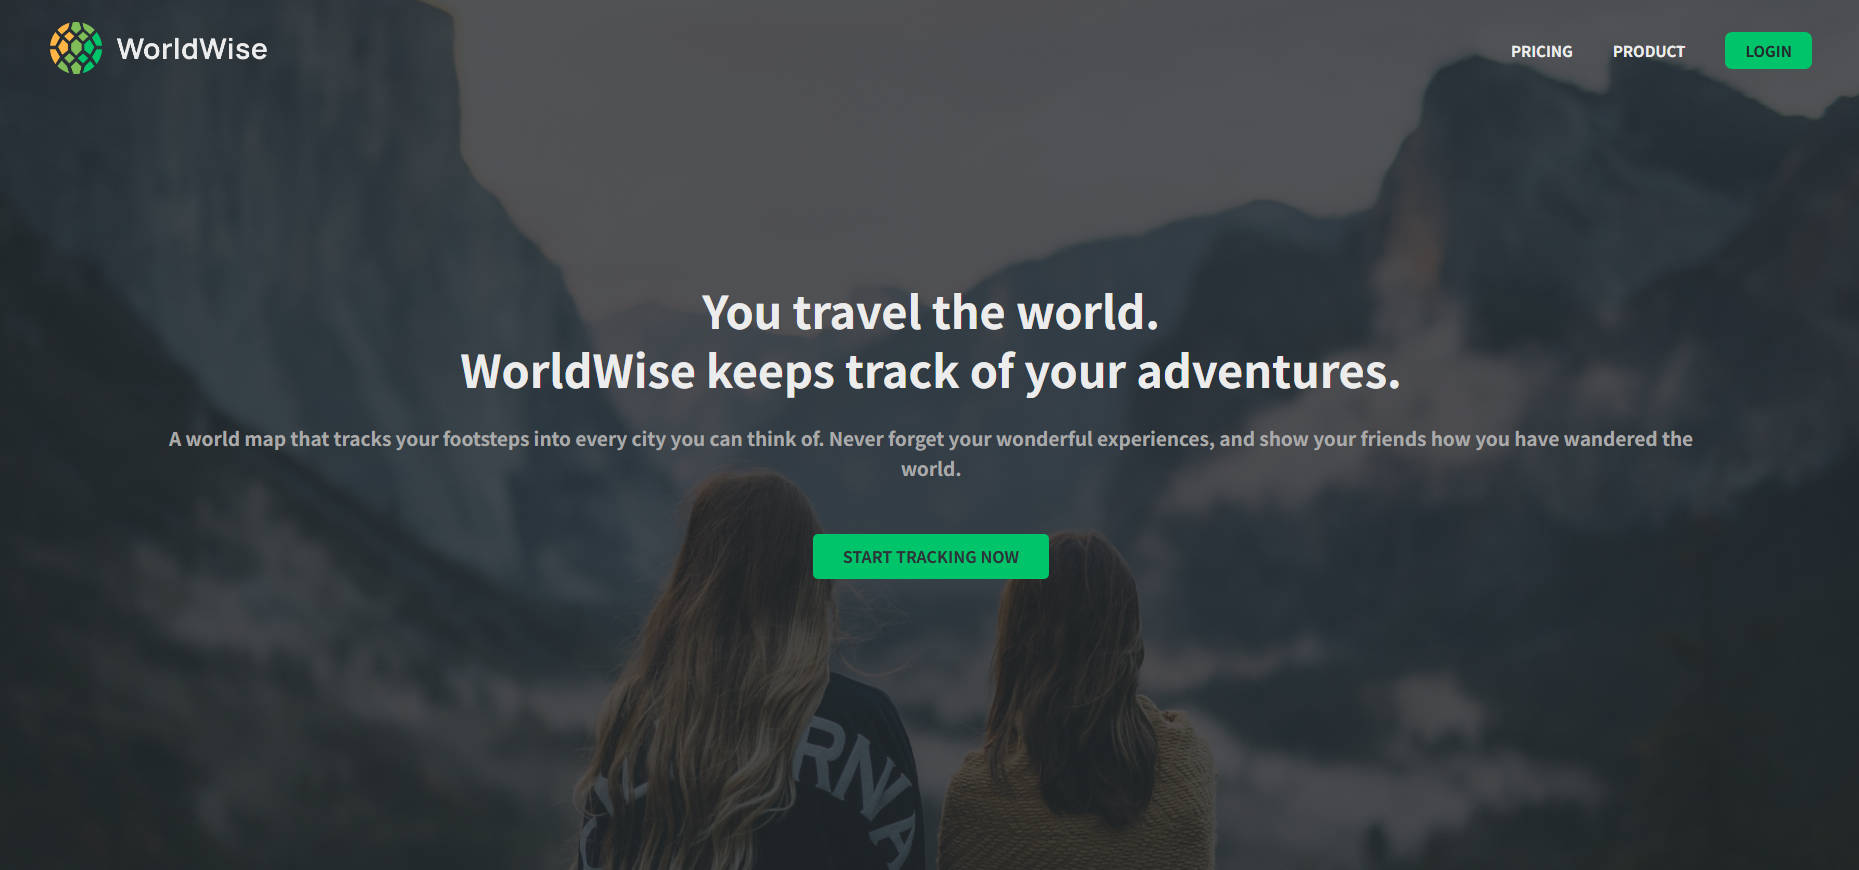 WorldWise
PRICING
PRODUCT
LOGIN
You travel the world.
WorldWise keeps track of your adventures.
A world map that tracks your footsteps into every city you can think of. Never forget your wonderful experiences, and show your friends how you have wandered the
world.
START TRACKING NOW
RNIA